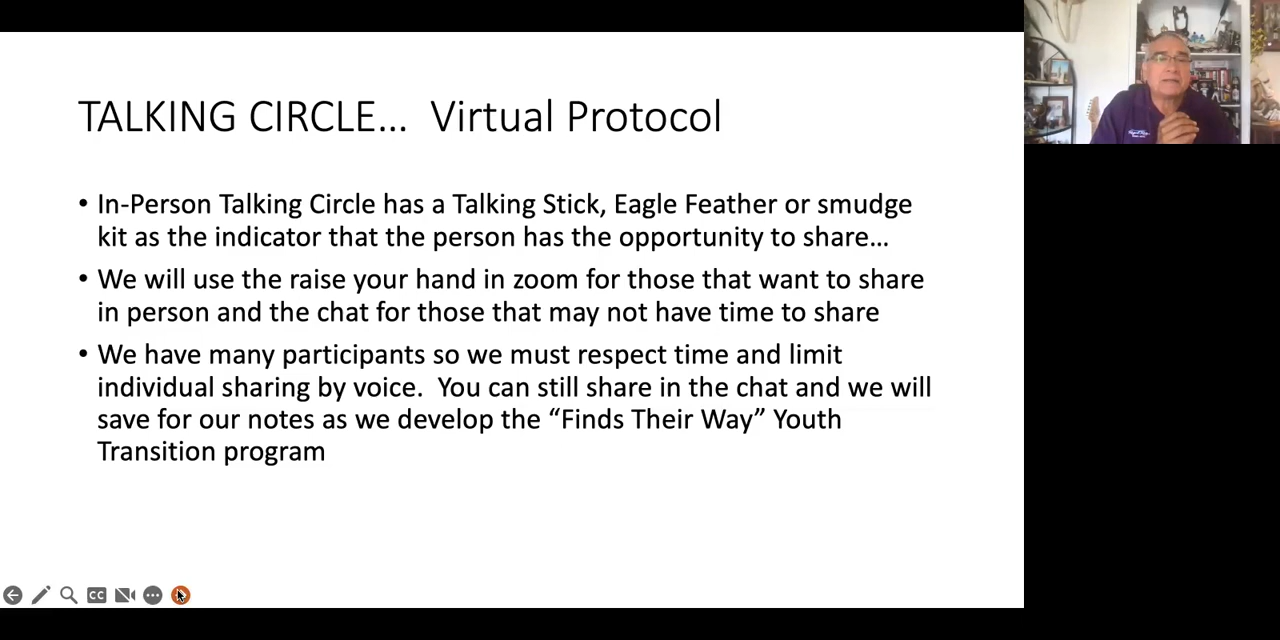 TALKING CIRCLE... Virtual Protocol
• In-Person Talking Circle has a Talking Stick, Eagle Feather or smudge
kit as the indicator that the person has the opportunity to share...
• We will use the raise your hand in zoom for those that want to share
in person and the chat for those that may not have time to share
• We have many participants so we must respect time and limit
individual sharing by voice.  You can still share in the chat and we will
save for our notes as we develop the “Finds Their Way” Youth
Transition program
CC